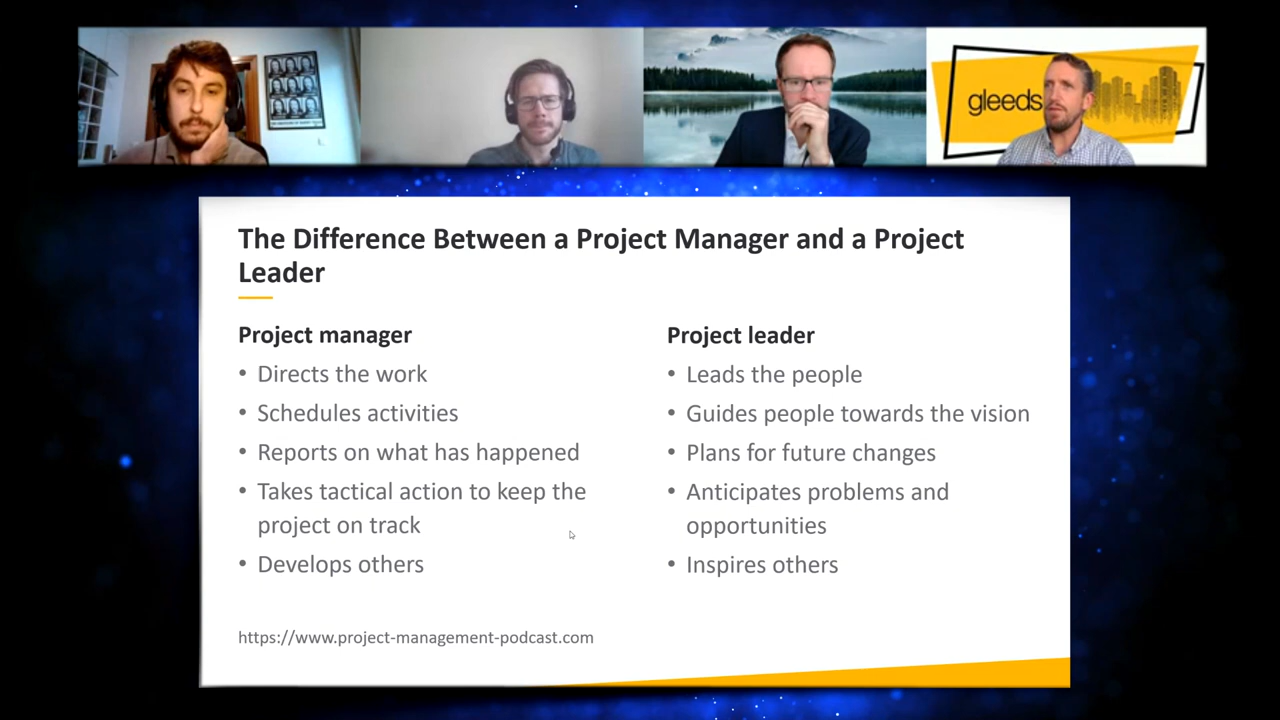 gleeds
The Difference Between a Project Manager and a Project
Leader
Project manager
• Directs the work
• Schedules activities
• Reports on what has happened
• Takes tactical action to keep the
project on track
• Develops others
Project leader
• Leads the people
• Guides people towards the vision
• Plans for future changes
• Anticipates problems and
opportunities
• Inspires others
https://www.project-management-podcast.com